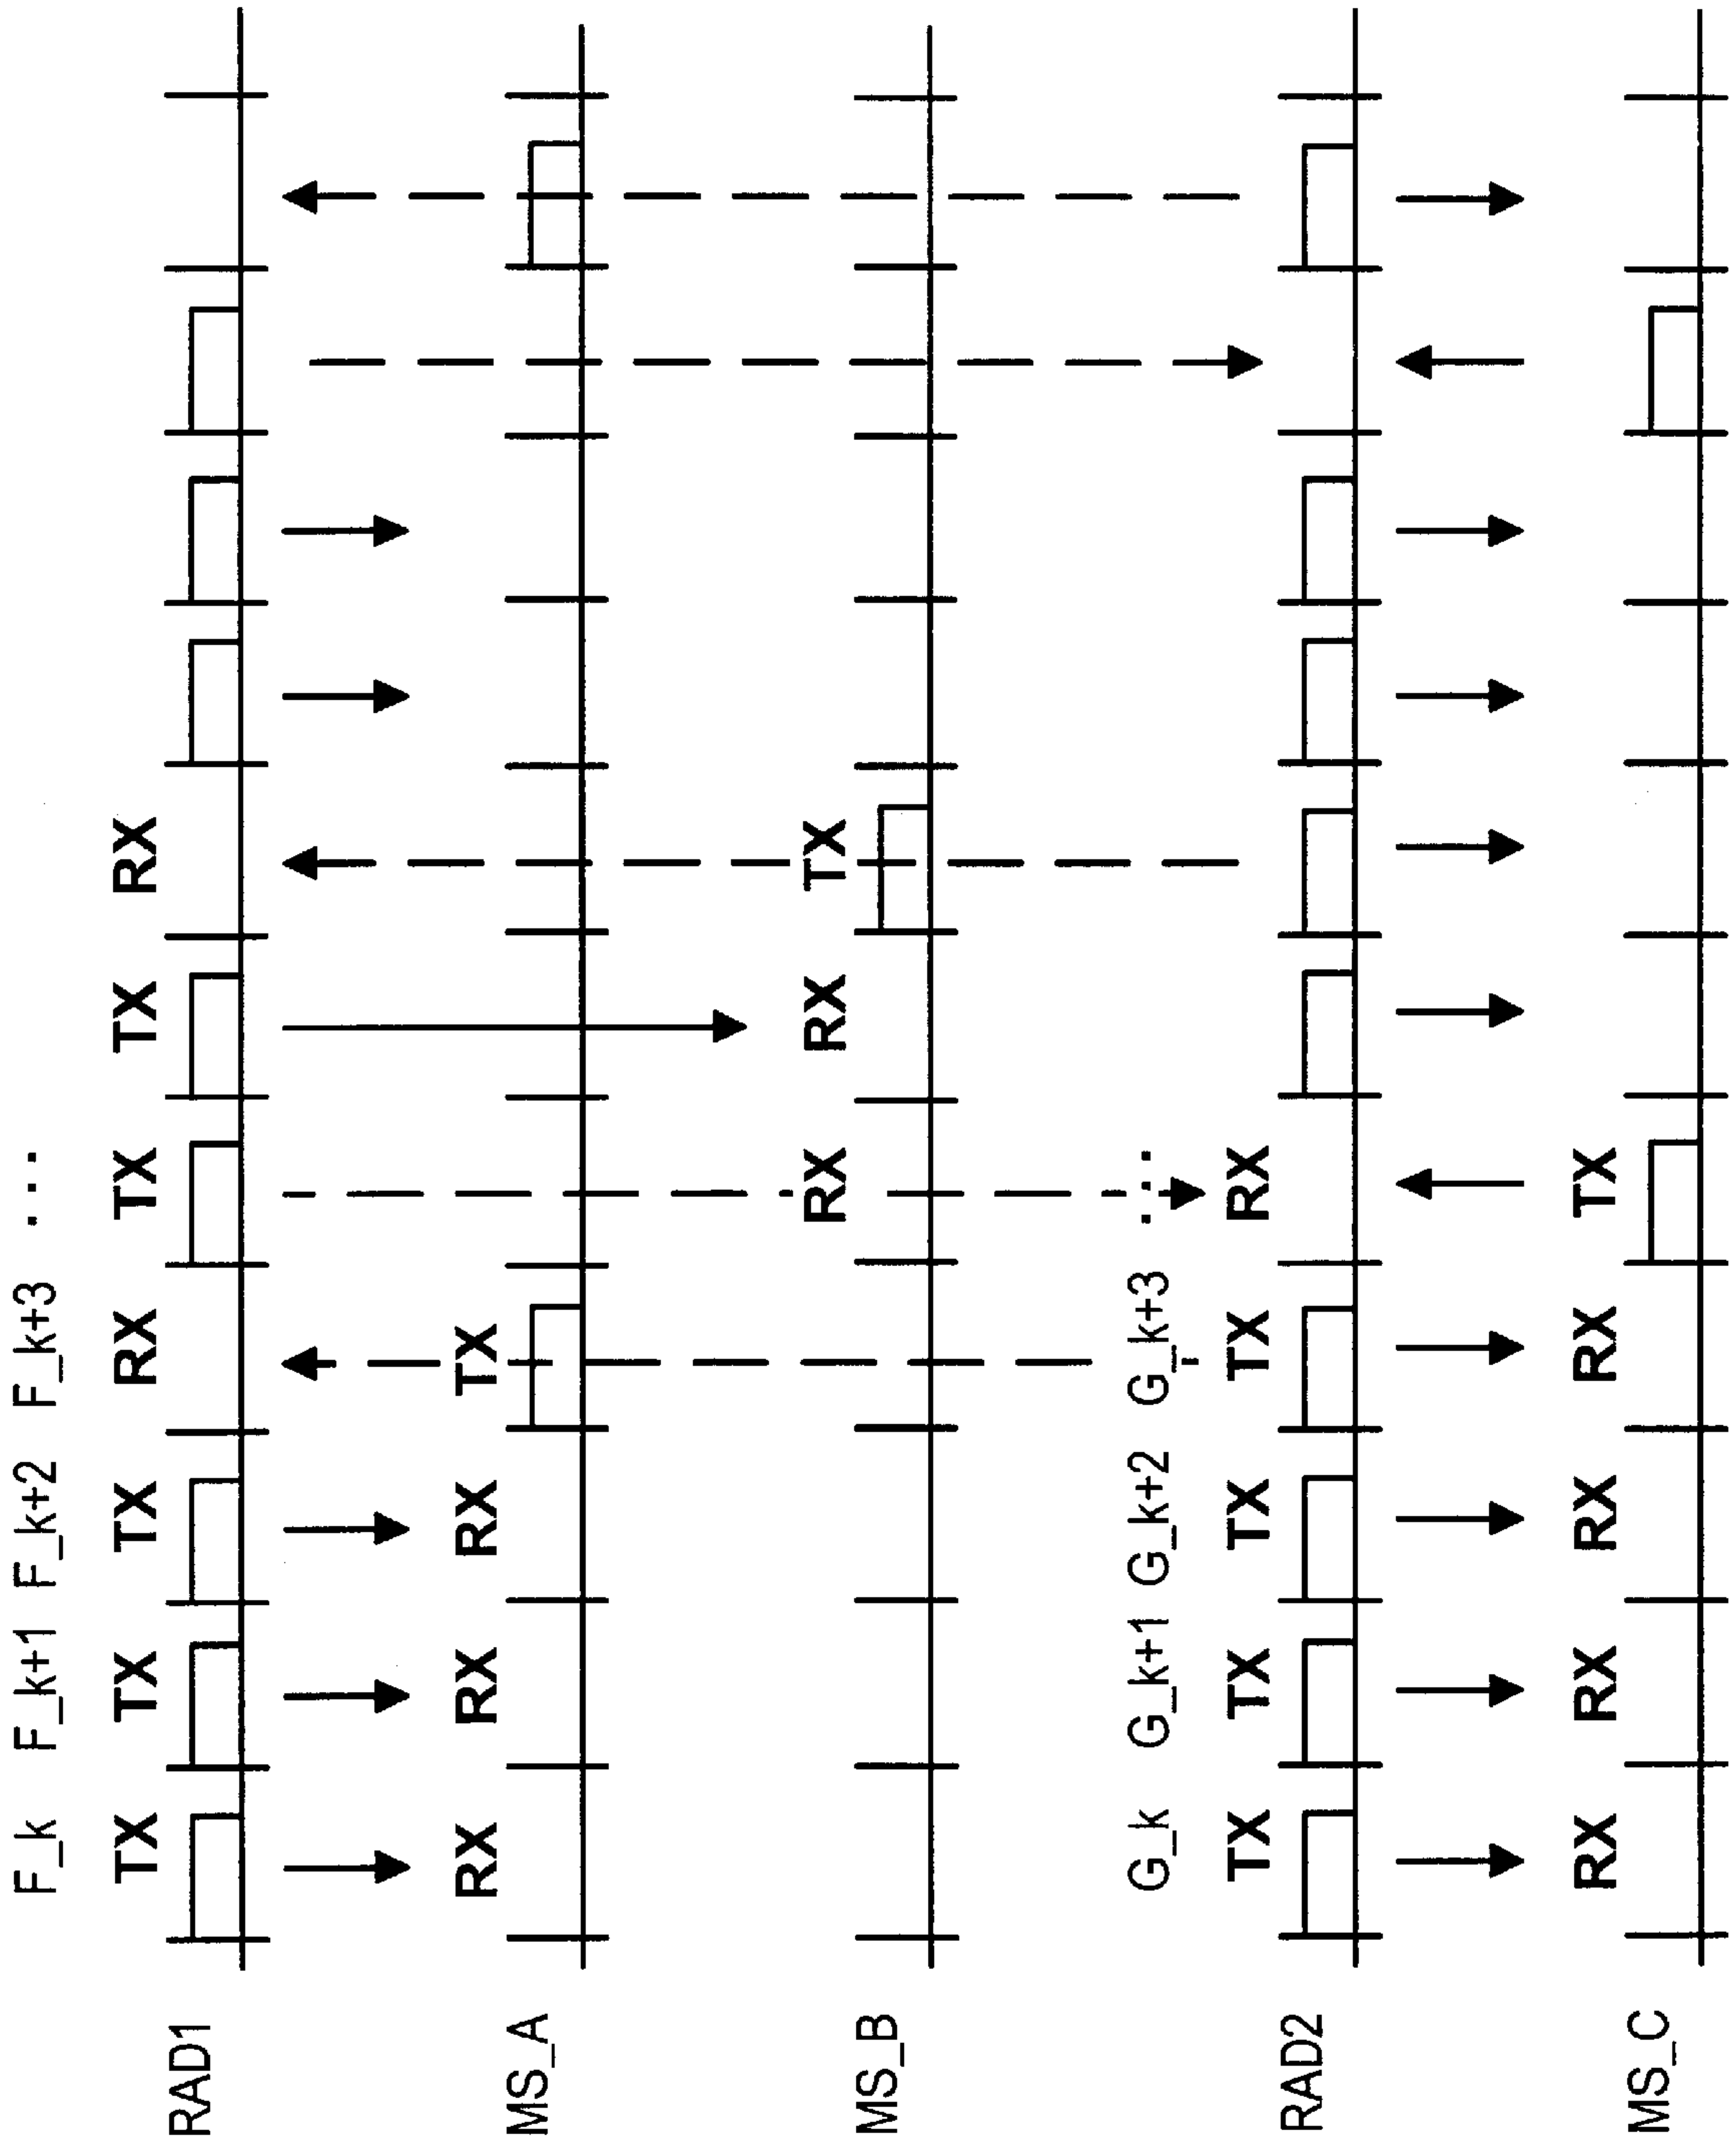 F_k F_k+1 F_k+2 F_k+3 ...
TX TX TX RX TX TX RX
RAD1
RX RX RX TX
MS_A
RX RX TX
MS_B
G_k G_k+1 G_k+2 G_k+3 ...
TX TX TX TX RX
RAD2
RX RX RX RX TX
MS_C